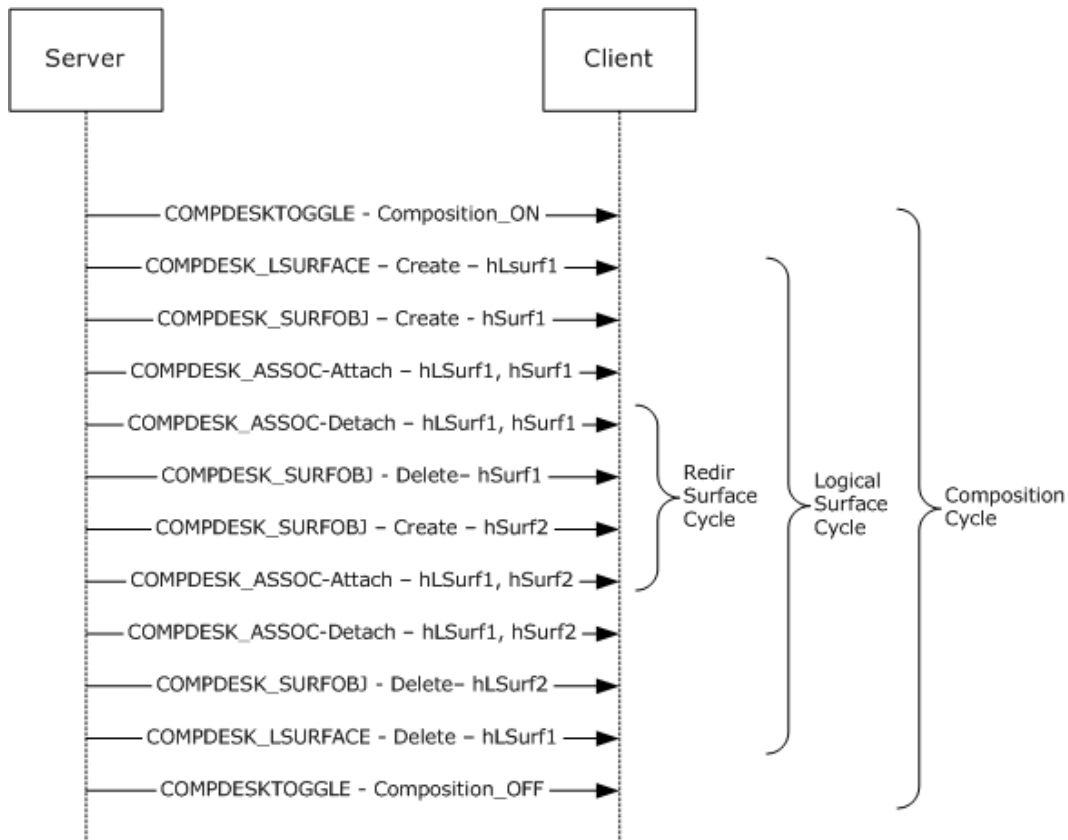 Server
Client
COMPDESKTOGGLE - Composition_ON
COMPDESK_LSURFACE – Create – hLsurf1
COMPDESK_SURFOBJ – Create - hSurf1
COMPDESK_ASSOC-Attach – hLSurf1, hSurf1
COMPDESK_ASSOC-Detach – hLSurf1, hSurf1
COMPDESK_SURFOBJ - Delete– hSurf1
COMPDESK_SURFOBJ – Create – hSurf2
COMPDESK_ASSOC-Attach – hLSurf1, hSurf2
COMPDESK_ASSOC-Detach – hLSurf1, hSurf2
COMPDESK_SURFOBJ - Delete– hLSurf2
COMPDESK_LSURFACE - Delete – hLSurf1
COMPDESKTOGGLE - Composition_OFF
Redir
Surface
Cycle
Logical
Surface
Cycle
Composition
Cycle